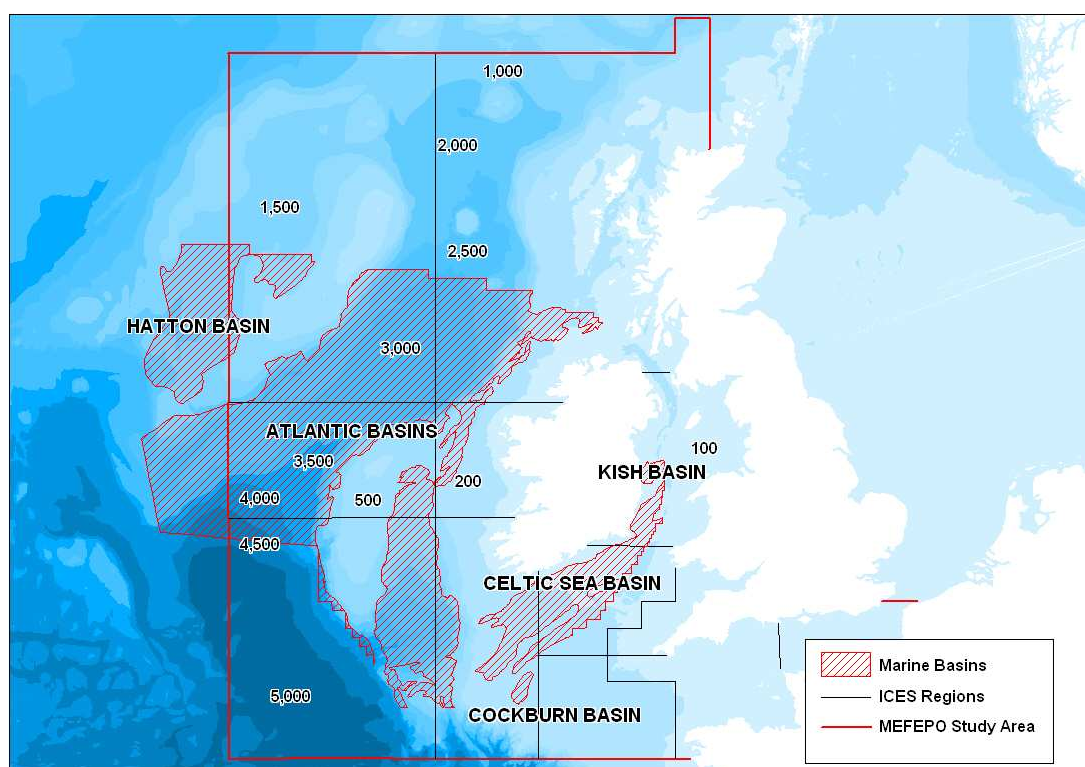 1,000
2,000
1,500
2,500
HATTON BASIN
3,000
ATLANTIC BASINS
100
3,500
KISH BASIN
200
4,000
500
4,500
CELTIC SEA BASIN
5,000
COCKBURN BASIN
Marine Basins
ICES Regions
MEFEPO Study Area